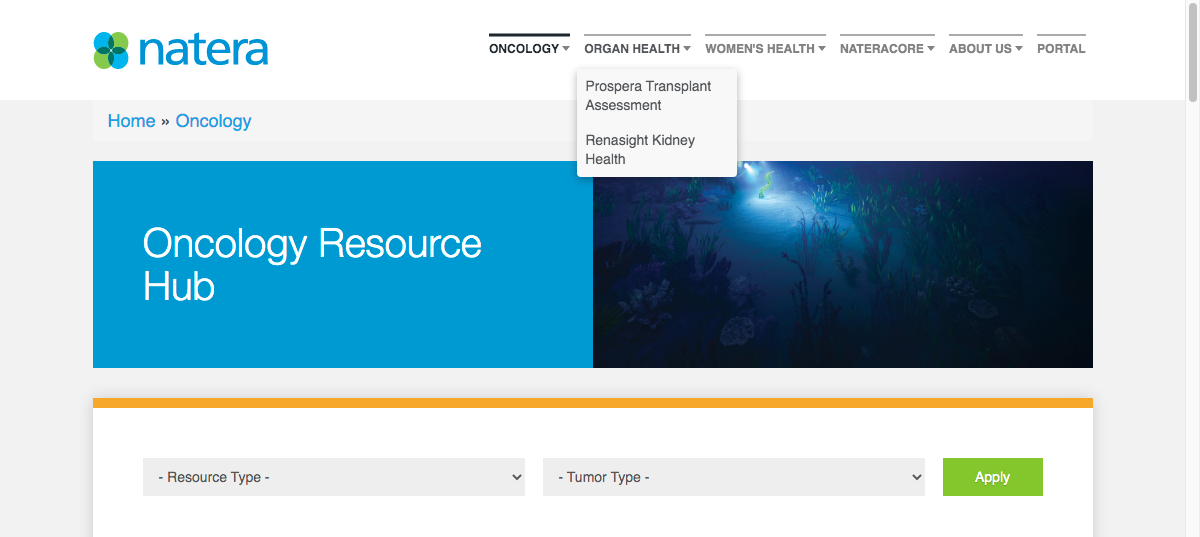 natera
ONCOLOGY ORGAN HEALTH WOMEN'S HEALTH NATERACORE ABOUT US PORTAL
Prospera Transplant
Assessment
Renasight Kidney
Health
Home » Oncology
Oncology Resource
Hub
- Resource Type - - Tumor Type - Apply